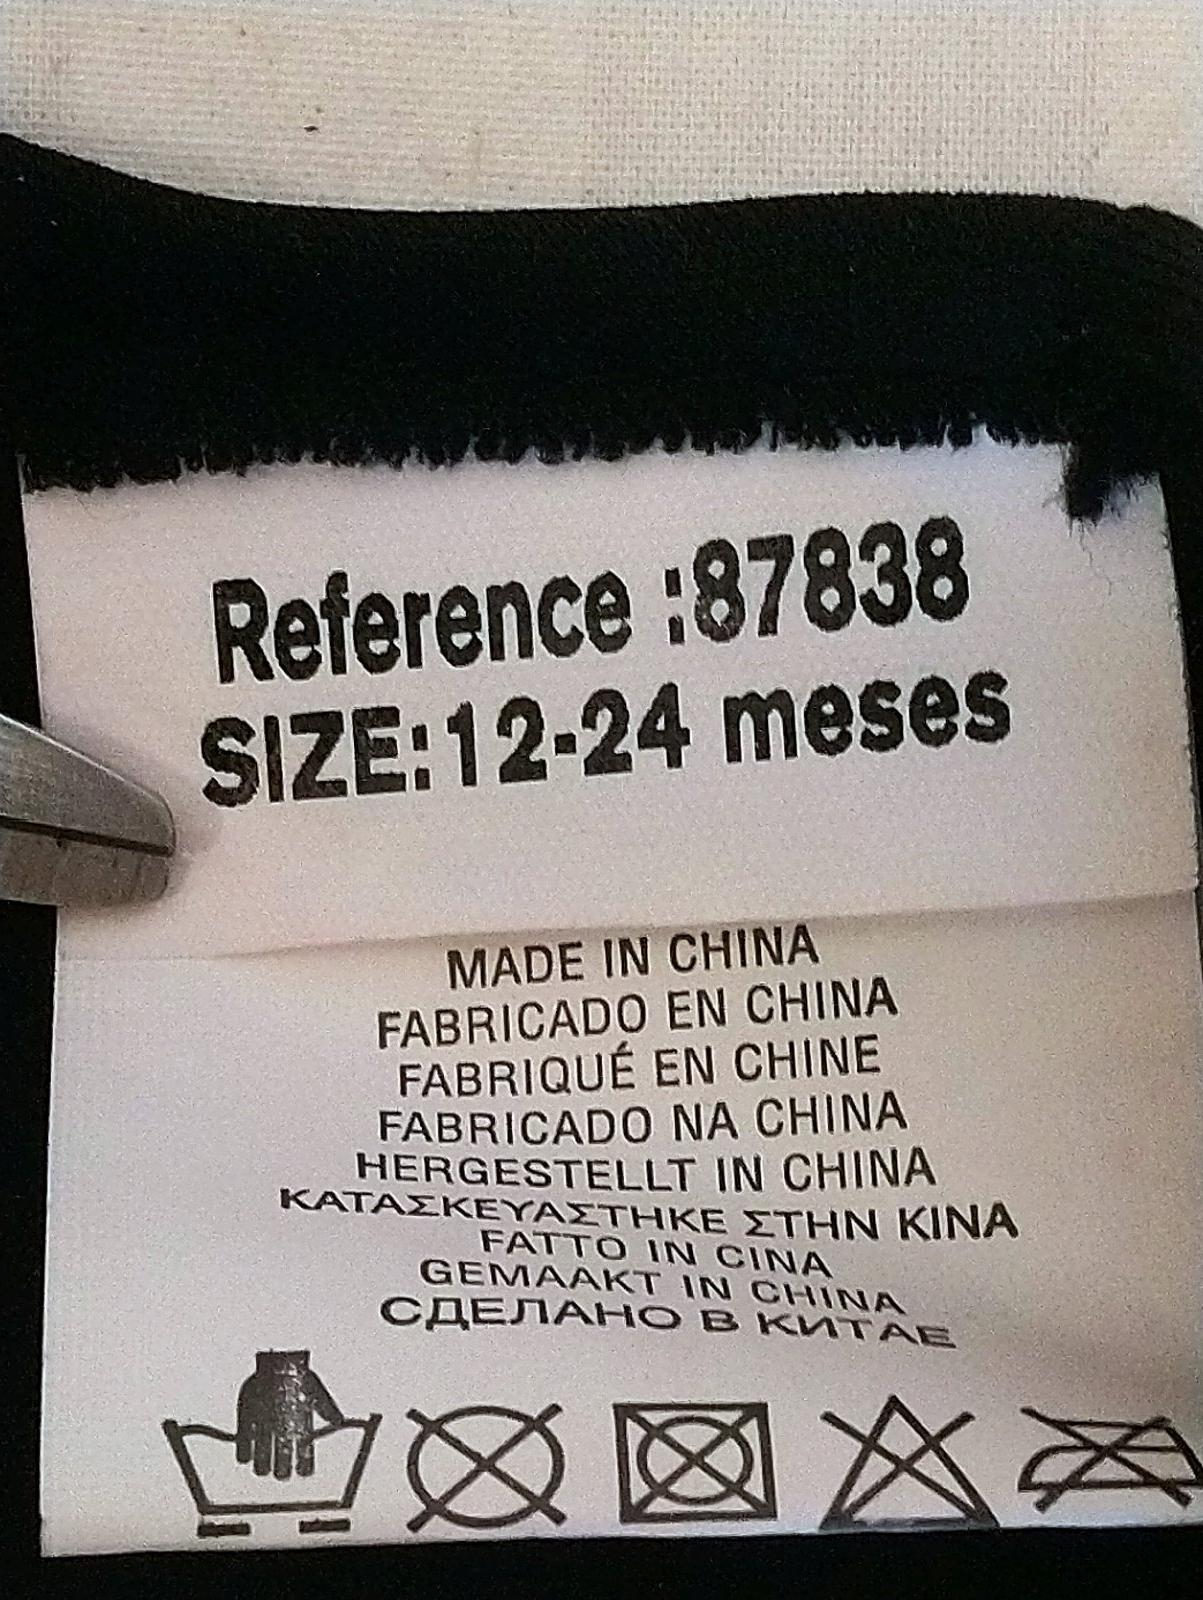 Reference :87838
SIZE:12-24 meses
MADE IN CHINA
FABRICADO EN CHINA
FABRIQUÉ EN CHINE
FABRICADO NA CHINA
HERGESTELLT IN CHINA
ΚΑΤΑΣΚΕΥΑΣΤΗΚΕ ΣΤΗΝ ΚΙΝΑ
FATTO IN CINA
GEMAAKT IN CHINA
СДЕЛАНО В КИТАЕ